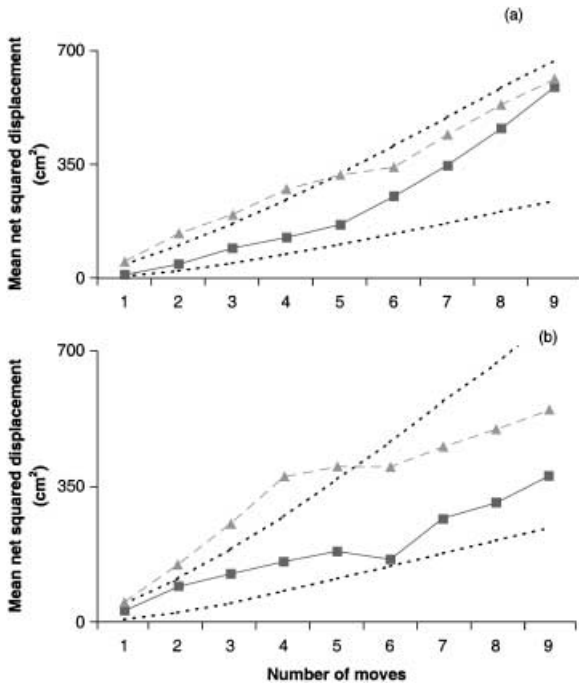 (a)
700
350
0
Mean net squared displacement
(cm²)
1 2 3 4 5 6 7 8 9
(b)
700
350
0
Mean net squared displacement
(cm²)
1 2 3 4 5 6 7 8 9
Number of moves